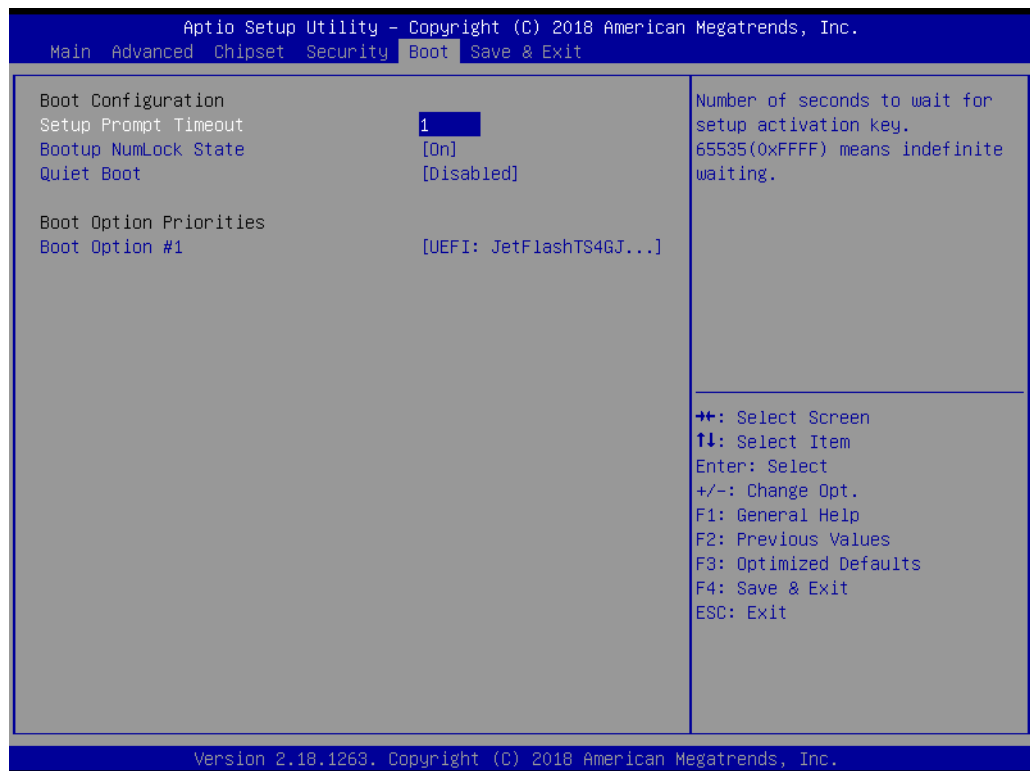 Aptio Setup Utility – Copyright (C) 2018 American Megatrends, Inc.
Main Advanced Chipset Security Boot Save & Exit
Boot Configuration
Setup Prompt Timeout 1
Bootup NumLock State [On]
Quiet Boot [Disabled]
Boot Option Priorities
Boot Option #1 [UEFI: JetFlashTS4GJ...]
Number of seconds to wait for
setup activation key.
65535(0xFFFF) means indefinite
waiting.
→←: Select Screen
↑↓: Select Item
Enter: Select
+/-: Change Opt.
F1: General Help
F2: Previous Values
F3: Optimized Defaults
F4: Save & Exit
ESC: Exit
Version 2.18.1263. Copyright (C) 2018 American Megatrends, Inc.